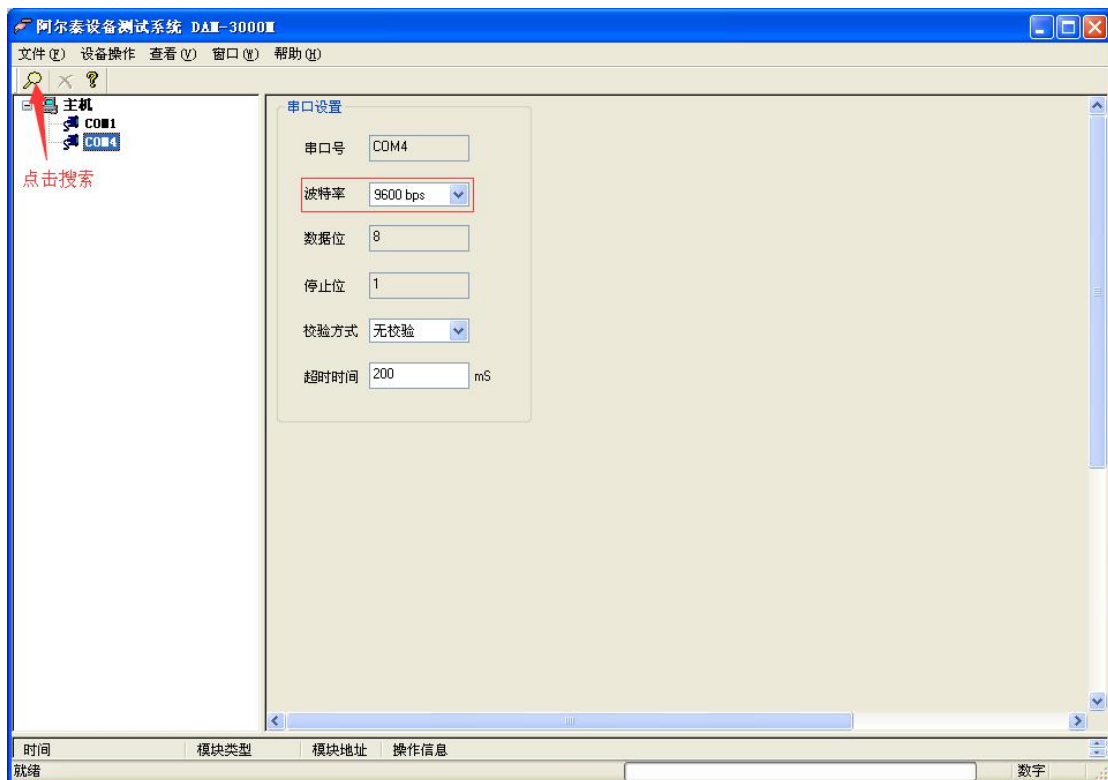 阿尔泰设备测试系统 DAM-3000M
文件(F) 设备操作 查看(V) 窗口(W) 帮助(H)
主机
COM1
COM4
点击搜索
串口设置
串口号 COM4
波特率 9600 bps
数据位 8
停止位 1
校验方式 无校验
超时时间 200 mS
时间 模块类型 模块地址 操作信息
就绪 数字